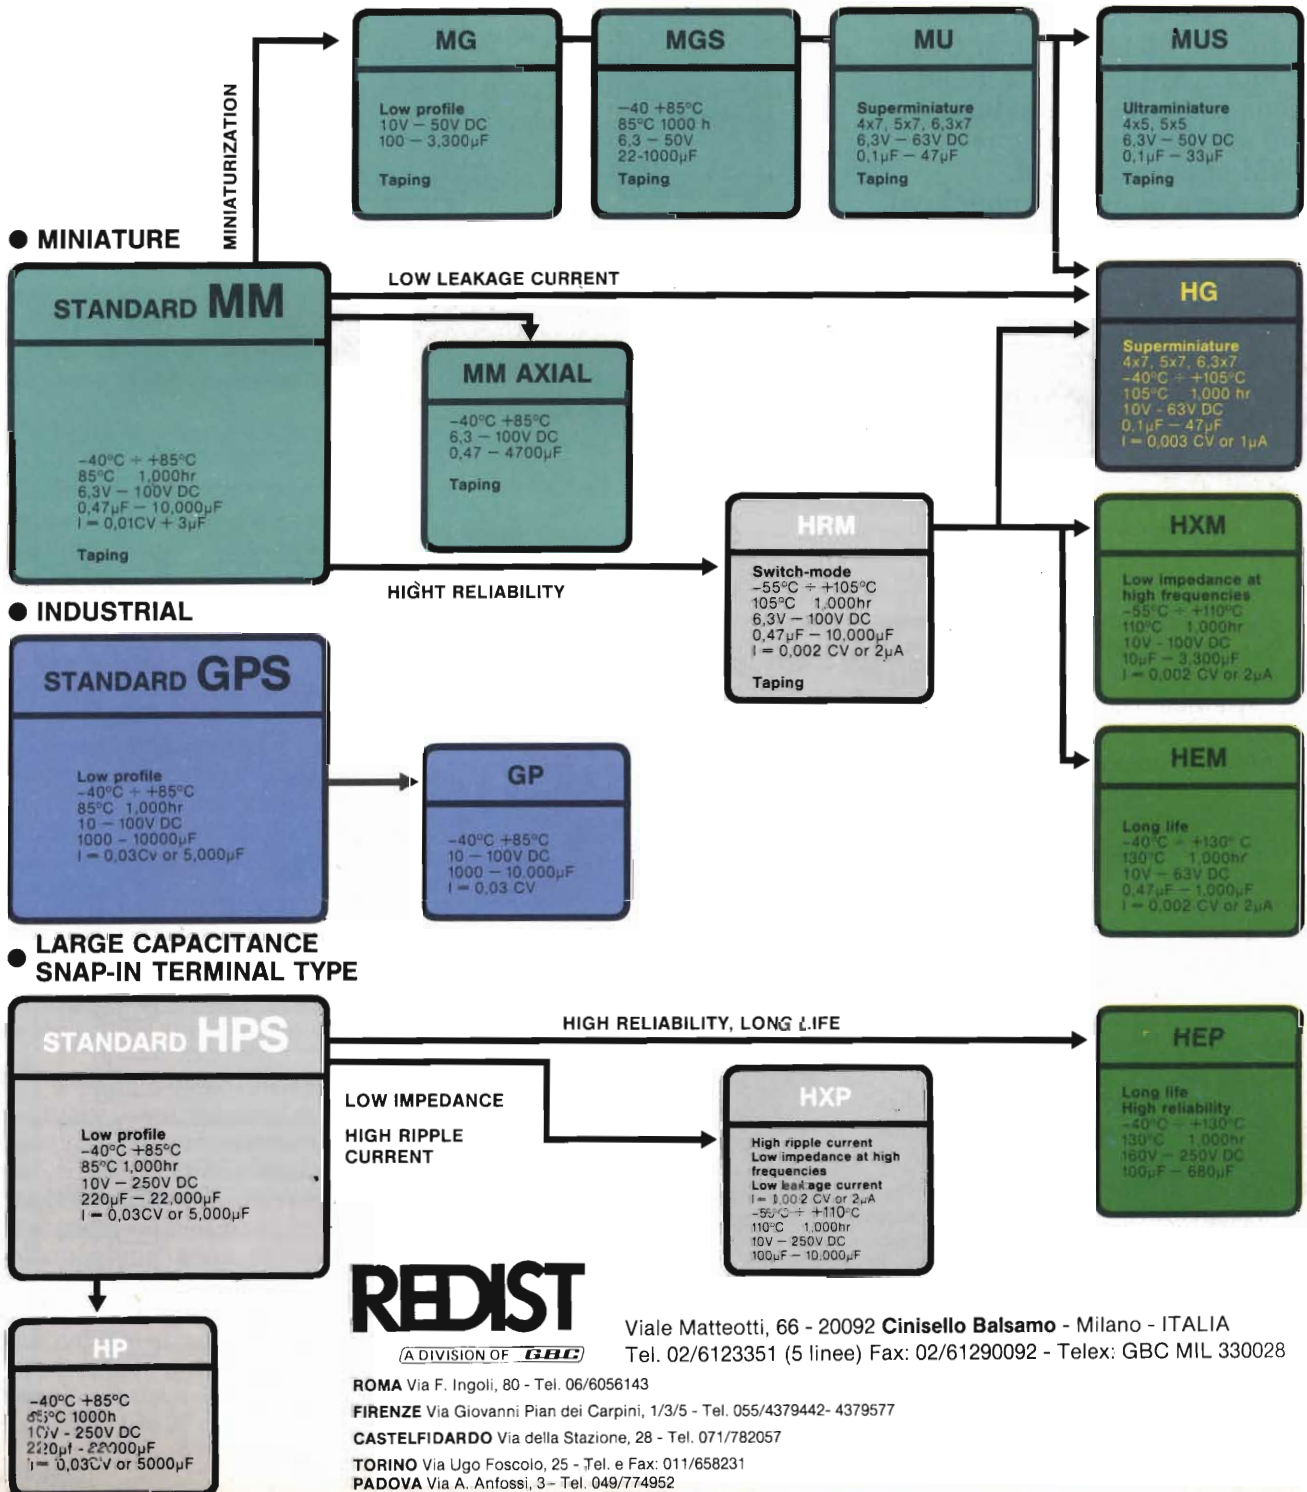 MG
Low profile
10V – 50V DC
100 – 3,300µF
Taping
MGS
–40 +85°C
85°C 1000 h
6,3 – 50V
22-1000µF
Taping
MU
Superminiature
4x7, 5x7, 6,3x7
6,3V – 63V DC
0,1µF – 47µF
Taping
MUS
Ultraminiature
4x5, 5x5
6,3V – 50V DC
0,1µF – 33µF
Taping
MINIATURIZATION
● MINIATURE
STANDARD MM
–40°C ÷ +85°C
85°C 1,000hr
6,3V – 100V DC
0,47µF – 10,000µF
I = 0,01CV + 3µF
Taping
LOW LEAKAGE CURRENT
MM AXIAL
–40°C +85°C
6,3 – 100V DC
0,47 – 4700µF
Taping
HG
Superminiature
4x7, 5x7, 6,3x7
–40°C ÷ +105°C
105°C 1,000 hr
10V - 63V DC
0,1µF – 47µF
I = 0,003 CV or 1µA
HIGHT RELIABILITY
HRM
Switch-mode
–55°C ÷ +105°C
105°C 1,000hr
6,3V – 100V DC
0,47µF – 10,000µF
I = 0,002 CV or 2µA
Taping
HXM
Low impedance at
high frequencies
–55°C ÷ +110°C
110°C 1,000hr
10V - 100V DC
10µF – 3,300µF
I = 0,002 CV or 2µA
● INDUSTRIAL
STANDARD GPS
Low profile
–40°C ÷ +85°C
85°C 1,000hr
10 – 100V DC
1000 – 10000µF
I = 0,03Cv or 5,000µF
GP
–40°C +85°C
10 – 100V DC
1000 – 10,000µF
I = 0,03 CV
HEM
Long life
–40°C ÷ +130° C
130°C 1,000hr
10V – 63V DC
0,47µF – 1,000µF
I = 0,002 CV or 2µA
● LARGE CAPACITANCE
SNAP-IN TERMINAL TYPE
STANDARD HPS
Low profile
–40°C +85°C
85°C 1,000hr
10V – 250V DC
220µF – 22,000µF
I = 0,03CV or 5,000µF
HIGH RELIABILITY, LONG LIFE
LOW IMPEDANCE
HIGH RIPPLE
CURRENT
HXP
High ripple current
Low impedance at high
frequencies
Low leakage current
I = 0,002 CV or 2µA
–55°C ÷ +110°C
110°C 1,000hr
10V – 250V DC
100µF – 10,000µF
HEP
Long life
High reliability
–40°C ÷ +130°C
130°C 1,000hr
160V – 250V DC
100µF – 680µF
HP
–40°C +85°C
85°C 1000h
10V - 250V DC
220µf - 22000µF
I = 0,03CV or 5000µF
REDIST
A DIVISION OF GBC
Viale Matteotti, 66 - 20092 Cinisello Balsamo - Milano - ITALIA
Tel. 02/6123351 (5 linee) Fax: 02/61290092 - Telex: GBC MIL 330028
ROMA Via F. Ingoli, 80 - Tel. 06/6056143
FIRENZE Via Giovanni Pian dei Carpini, 1/3/5 - Tel. 055/4379442- 4379577
CASTELFIDARDO Via della Stazione, 28 - Tel. 071/782057
TORINO Via Ugo Foscolo, 25 - Tel. e Fax: 011/658231
PADOVA Via A. Anfossi, 3 - Tel. 049/774952